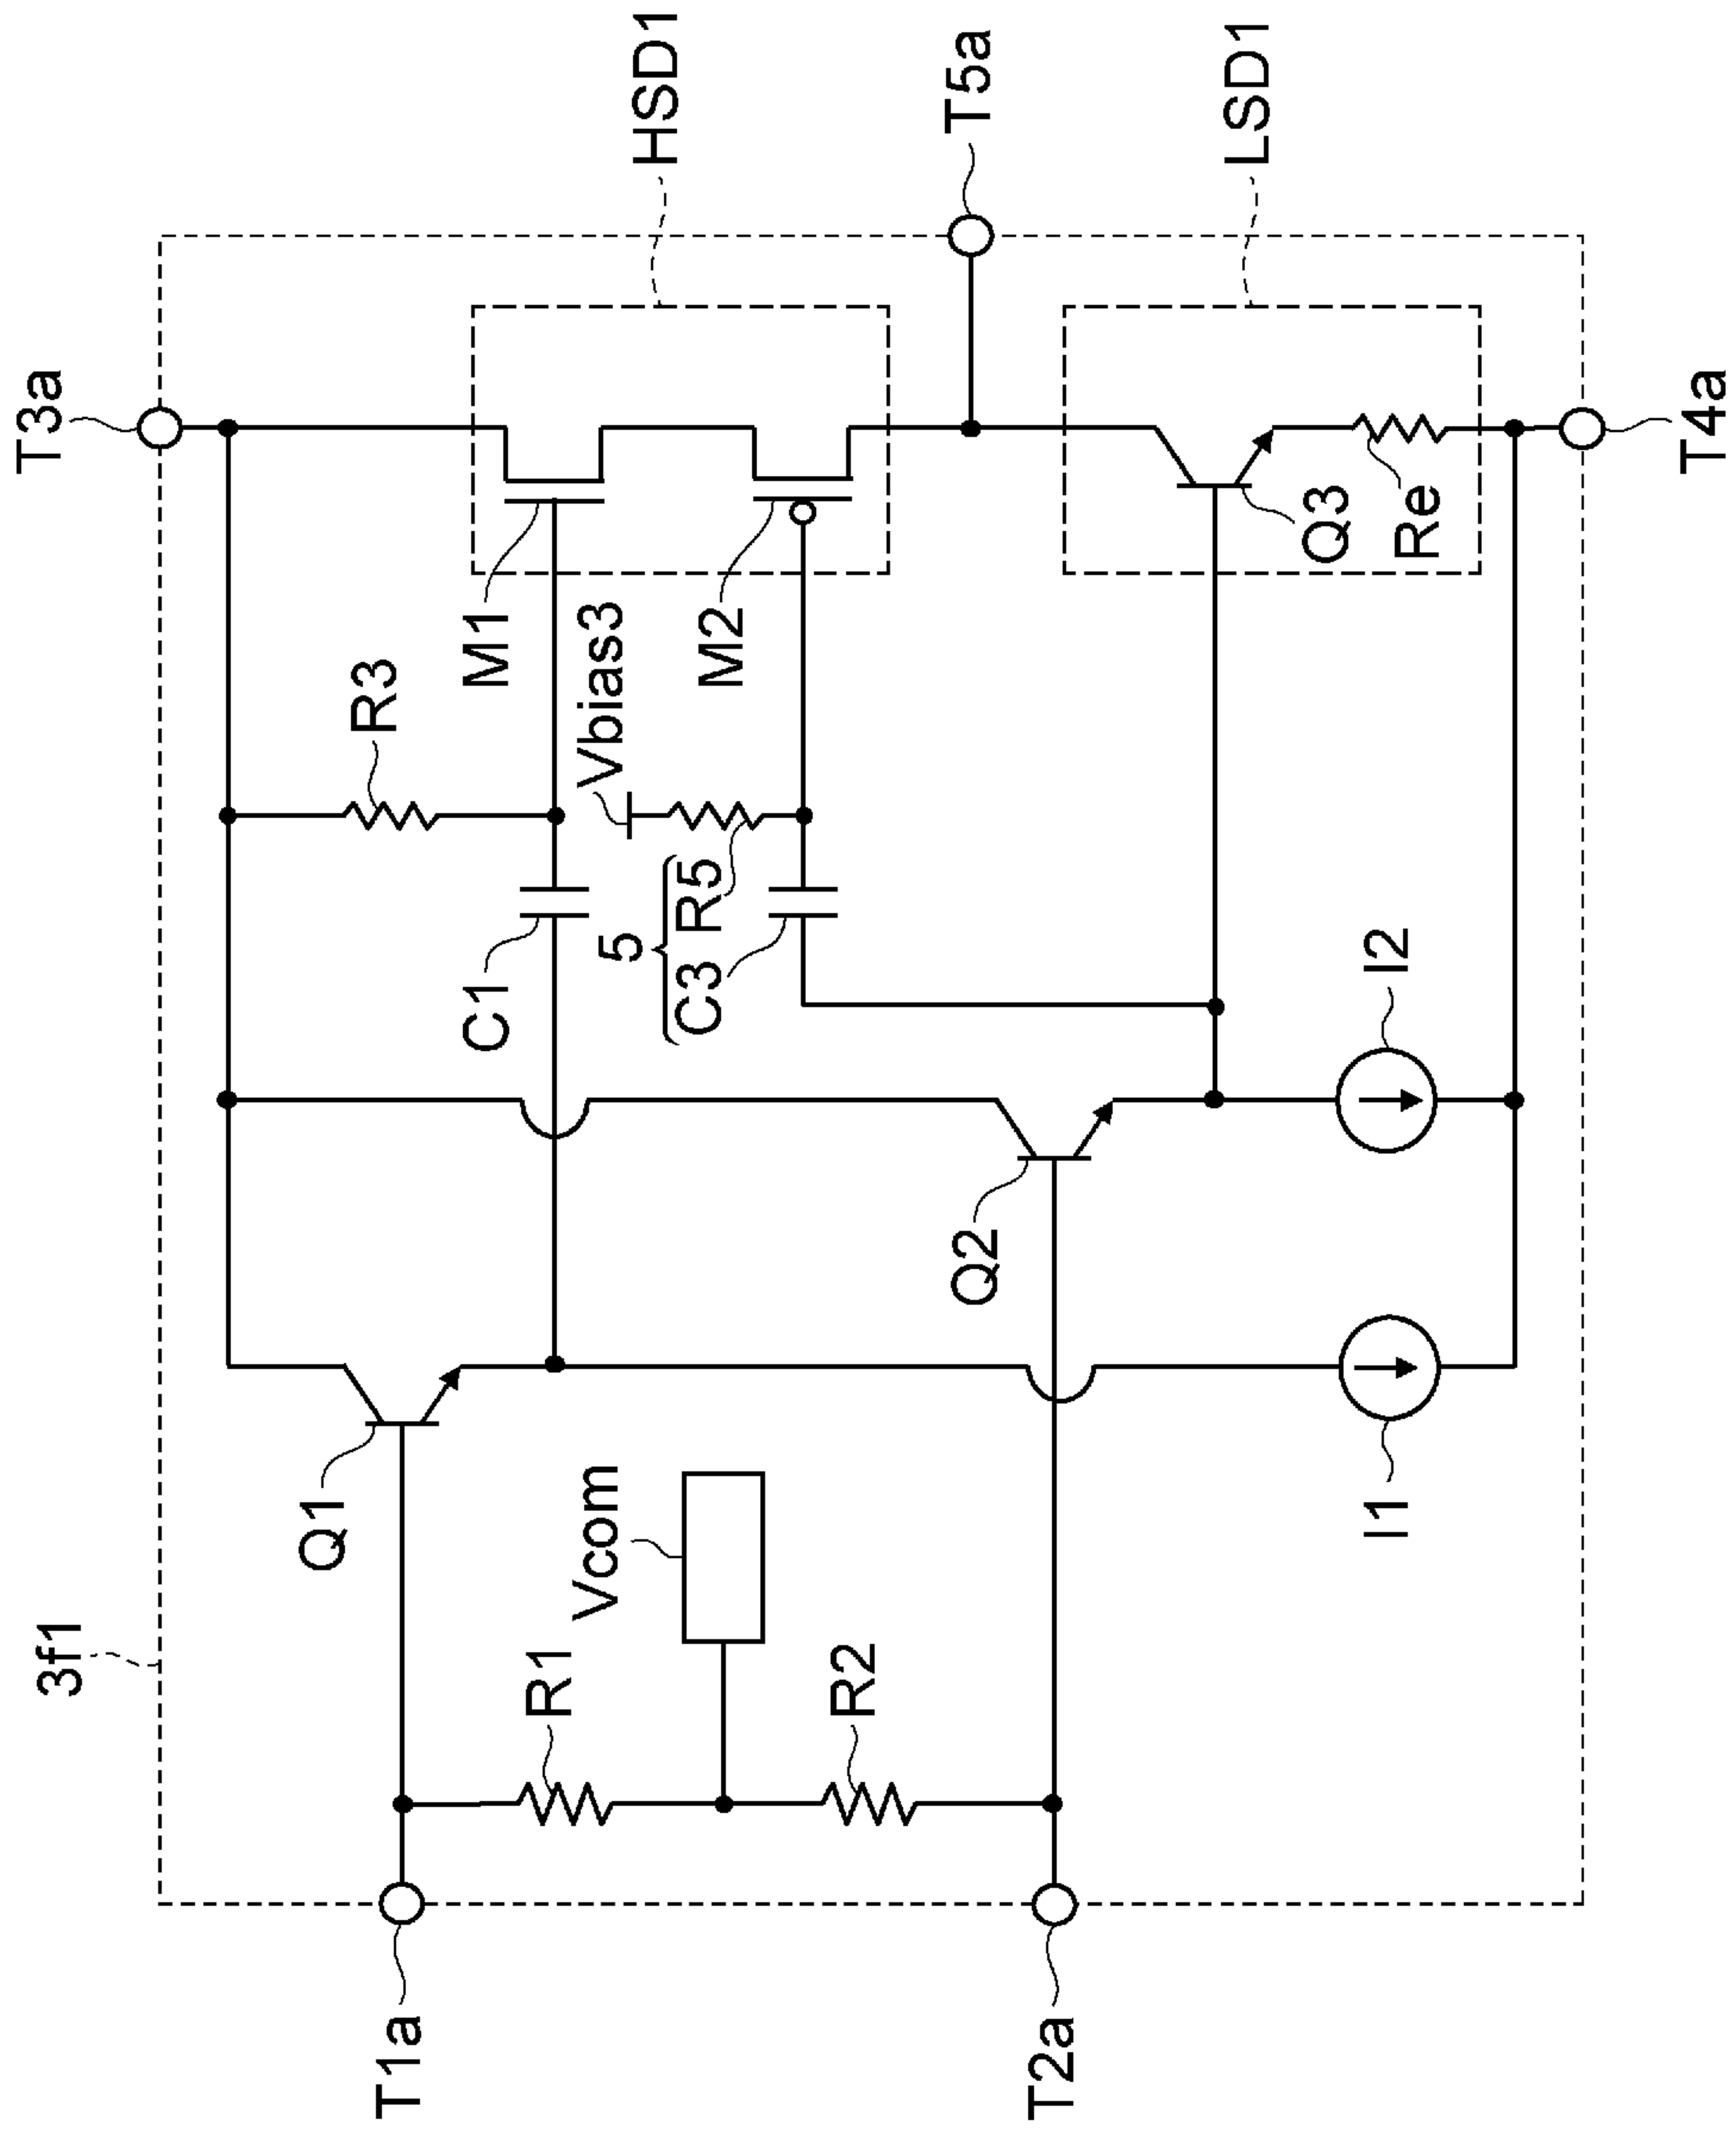 T3a
3f1
HSD1
R3
M1
Q1
C1
Vbias3
T5a
5
R5
C3
M2
Vcom
R1
T1a
LSD1
R2
Q2
Q3
Re
I2
I1
T2a
T4a